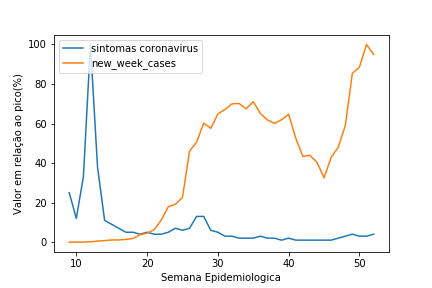 sintomas coronavirus
new_week_cases
100
80
60
40
20
0
Valor em relação ao pico(%)
10
20
30
40
50
Semana Epidemiologica